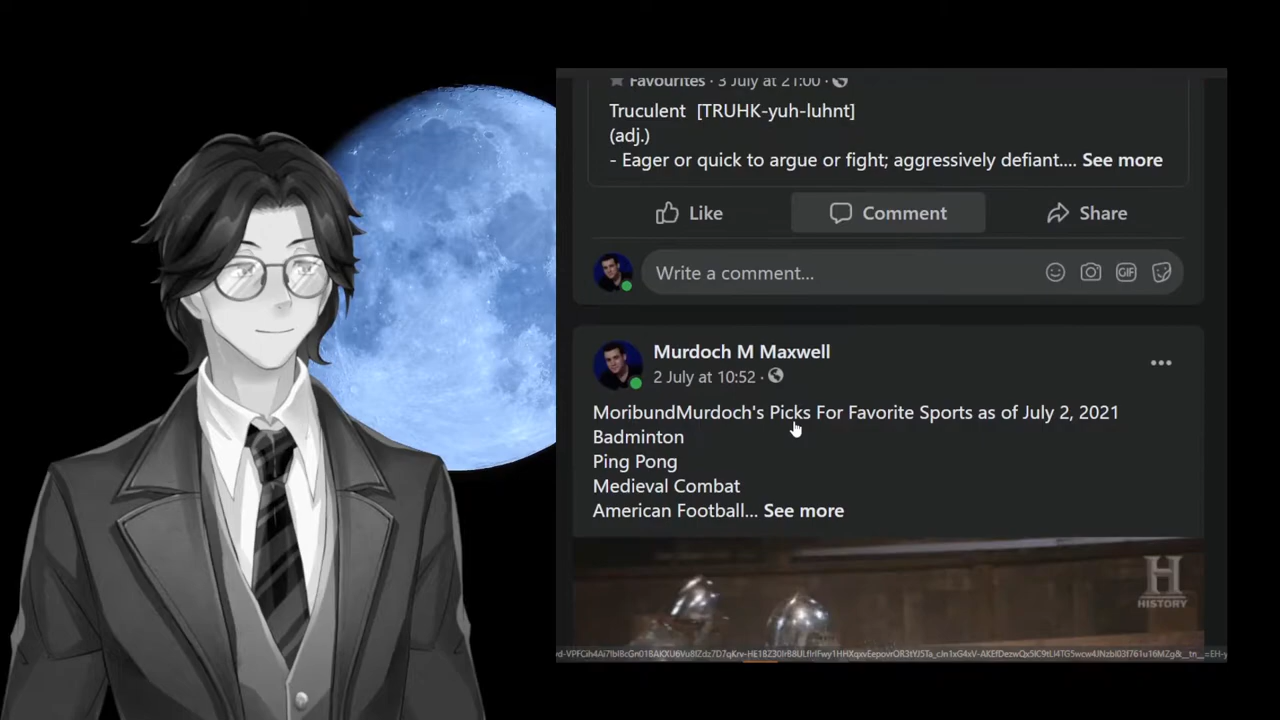 Favourites · 3 July at 21:00 ·
Truculent [TRUHK-yuh-luhnt]
(adj.)
- Eager or quick to argue or fight; aggressively defiant.... See more
Like
Comment
Share
Write a comment...
GIF
Murdoch M Maxwell
2 July at 10:52 ·
MoribundMurdoch's Picks For Favorite Sports as of July 2, 2021
Badminton
Ping Pong
Medieval Combat
American Football... See more
H
HISTORY